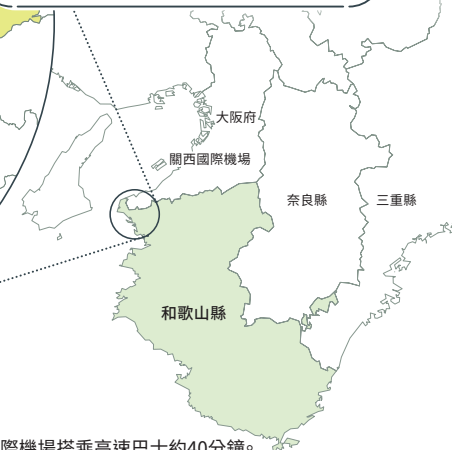 大阪府
關西國際機場
奈良縣
三重縣
和歌山縣
際機場搭乘高速巴士約40分鐘。